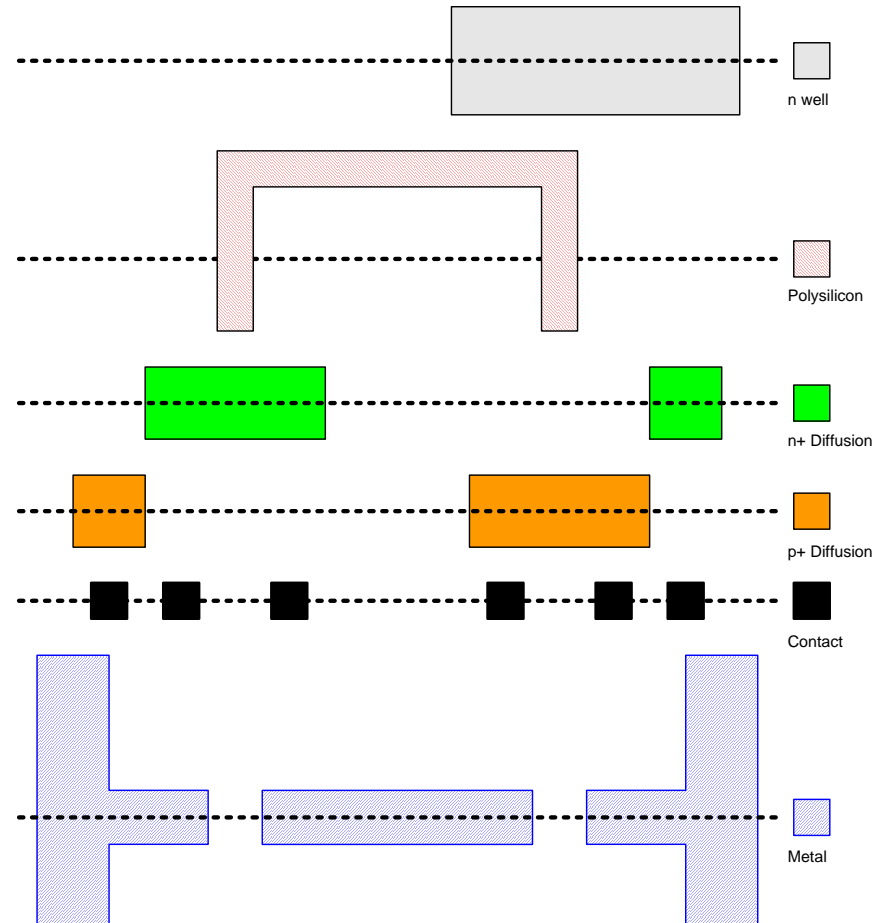 n well
Polysilicon
n+ Diffusion
p+ Diffusion
Contact
Metal